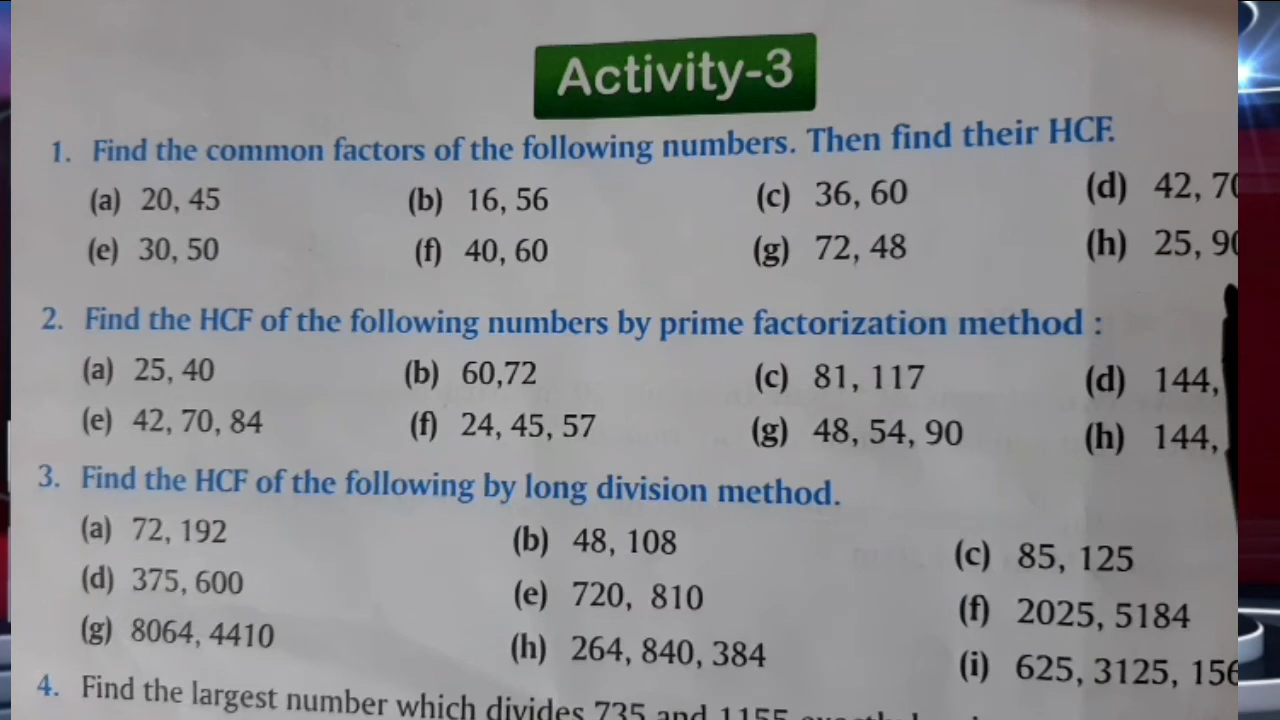 Activity-3
1. Find the common factors of the following numbers. Then find their HCF.
(a) 20, 45 (b) 16, 56 (c) 36, 60 (d) 42,
(e) 30, 50 (f) 40, 60 (g) 72, 48 (h) 25,
2. Find the HCF of the following numbers by prime factorization method :
(a) 25, 40 (b) 60,72 (c) 81, 117 (d) 144,
(e) 42, 70, 84 (f) 24, 45, 57 (g) 48, 54, 90 (h) 144,
3. Find the HCF of the following by long division method.
(a) 72, 192 (b) 48, 108 (c) 85, 125
(d) 375, 600 (e) 720, 810 (f) 2025, 5184
(g) 8064, 4410 (h) 264, 840, 384 (i) 625, 3125,
4. Find the largest number which divides 735 and 1155